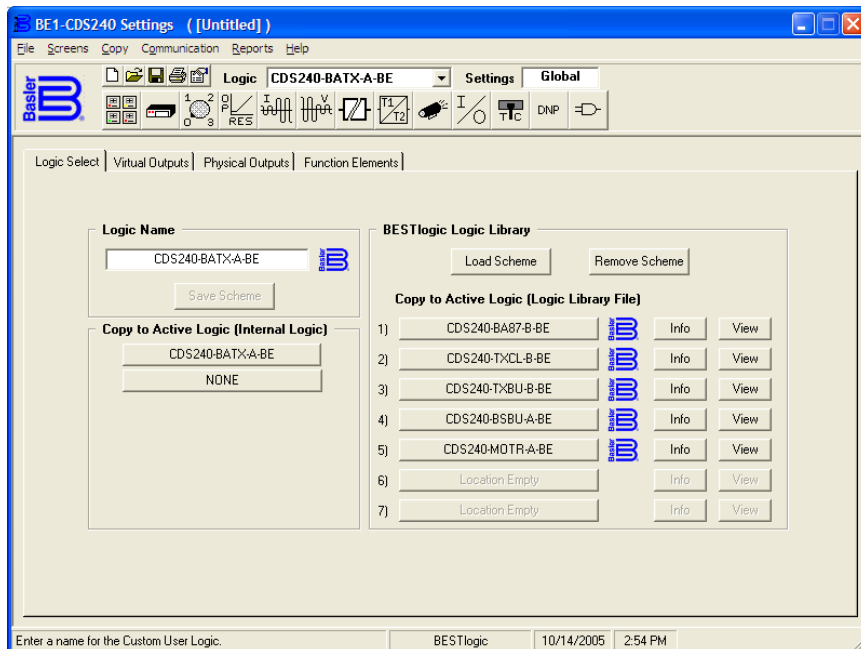 BE1-CDS240 Settings ( [Untitled] )
File Screens Copy Communication Reports Help
Basler
Logic CDS240-BATX-A-BE Settings Global
1 2 O P RES I V T1 T2 I O T C DNP
0 3
Logic Select Virtual Outputs Physical Outputs Function Elements
Logic Name
CDS240-BATX-A-BE Basler
Save Scheme
Copy to Active Logic (Internal Logic)
CDS240-BATX-A-BE
NONE
BESTlogic Logic Library
Load Scheme Remove Scheme
Copy to Active Logic (Logic Library File)
1) CDS240-BA87-B-BE Basler Info View
2) CDS240-TXCL-B-BE Basler Info View
3) CDS240-TXBU-B-BE Basler Info View
4) CDS240-BSBU-A-BE Basler Info View
5) CDS240-MOTR-A-BE Basler Info View
6) Location Empty Info View
7) Location Empty Info View
Enter a name for the Custom User Logic. BESTlogic 10/14/2005 2:54 PM